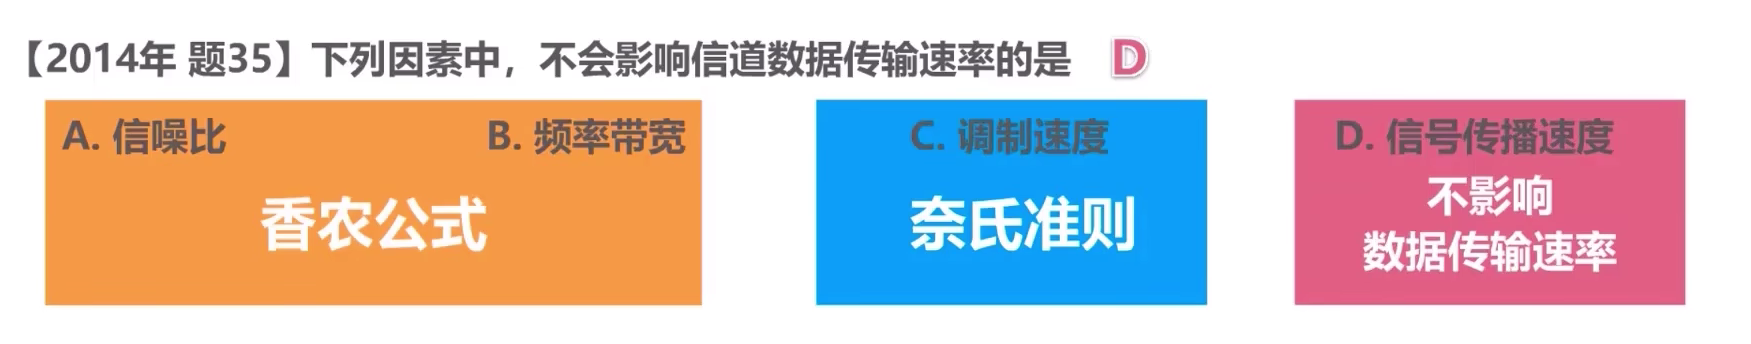 【2014年 题35】下列因素中，不会影响信道数据传输速率的是 D
A. 信噪比 B. 频率带宽 C. 调制速度 D. 信号传播速度
香农公式
奈氏准则
不影响
数据传输速率